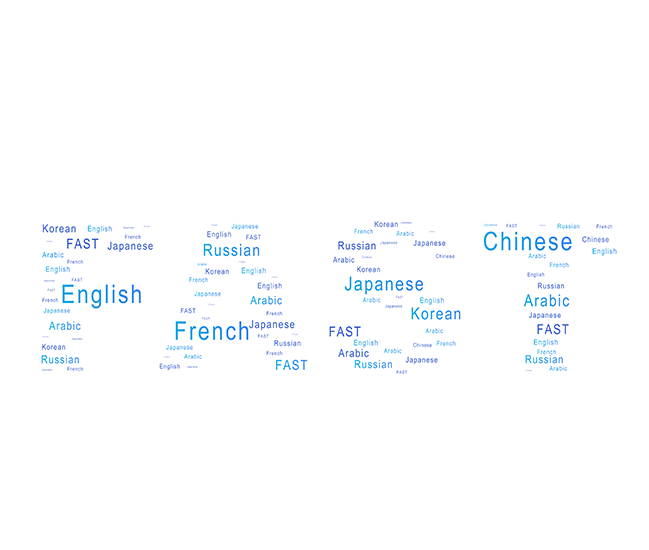 Korean English French
FAST Japanese
Arabic
French
English
FAST
English
French
Japanese
Arabic
Korean
Russian
French
Japanese
English FAST
Russian
Korean English
French
English
Japanese
Arabic
FAST
French
French Japanese
FAST
Russian
Japanese
Arabic French
English
FAST
Korean
French Arabic
Russian Japanese
Arabic Chinese
Korean
Japanese
Arabic FAST English
Korean
FAST Arabic
English Chinese French
Arabic Arabic
Russian Japanese
FAST
FAST Russian French
Chinese Chinese
English
Arabic
French
English
Russian
Arabic
Japanese
FAST
English
French
Russian
Arabic